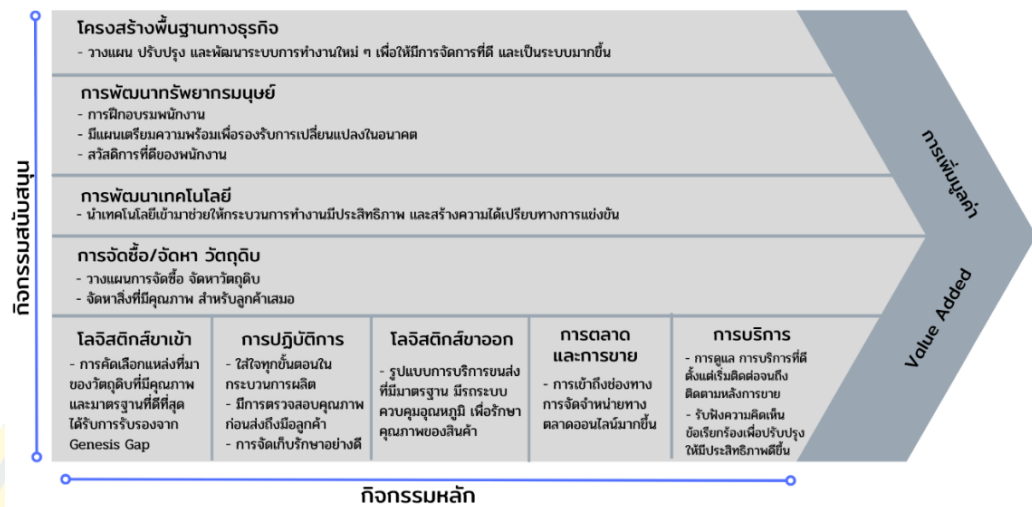 โครงสร้างพื้นฐานทางธุรกิจ
- วางแผน ปรับปรุง และพัฒนาระบบการทำงานใหม่ ๆ เพื่อให้มีการจัดการที่ดี และเป็นระบบมากขึ้น
การพัฒนาทรัพยากรมนุษย์
- การฝึกอบรมพนักงาน
- มีแผนเตรียมความพร้อมเพื่อรองรับการเปลี่ยนแปลงในอนาคต
- สวัสดิการที่ดีของพนักงาน
การพัฒนาเทคโนโลยี
- นำเทคโนโลยีเข้ามาช่วยให้กระบวนการทำงานมีประสิทธิภาพ และสร้างความได้เปรียบทางการแข่งขัน
การจัดซื้อ/จัดหา วัตถุดิบ
- วางแผนการจัดซื้อ จัดหาวัตถุดิบ
- จัดหาสิ่งที่มีคุณภาพ สำหรับลูกค้าเสมอ
กิจกรรมสนับสนุน
โลจิสติกส์ขาเข้า
- การคัดเลือกแหล่งที่มา
ของวัตถุดิบที่มีคุณภาพ
และมาตรฐานที่ดีที่สุด
ได้รับการรับรองจาก
Genesis Gap
การปฏิบัติการ
- ใส่ใจทุกขั้นตอนใน
กระบวนการผลิต
- มีการตรวจสอบคุณภาพ
ก่อนส่งถึงมือลูกค้า
- การจัดเก็บรักษาอย่างดี
โลจิสติกส์ขาออก
- รูปแบบการบริการขนส่ง
ที่มีมาตรฐาน มีรถระบบ
ควบคุมอุณหภูมิ เพื่อรักษา
คุณภาพของสินค้า
การตลาด
และการขาย
- การเข้าถึงช่องทาง
การจัดจำหน่ายทาง
ตลาดออนไลน์มากขึ้น
การบริการ
- การดูแล การบริการที่ดี
ตั้งแต่เริ่มติดต่อจนถึง
ติดตามหลังการขาย
- รับฟังความคิดเห็น
ข้อเรียกร้องเพื่อปรับปรุง
ให้มีประสิทธิภาพดีขึ้น
การเพิ่มมูลค่า
Value Added
กิจกรรมหลัก